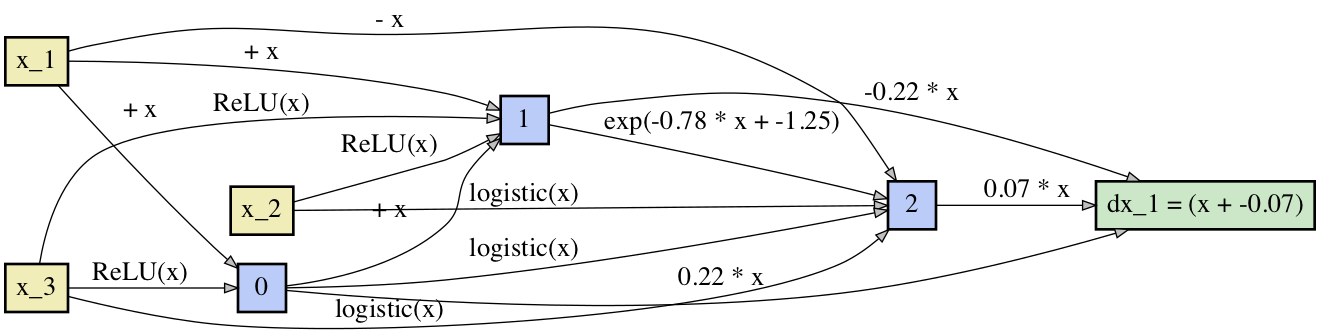 - x
x_1
+ x
+ x
ReLU(x)
1
-0.22 * x
exp(-0.78 * x + -1.25)
ReLU(x)
x_2
+ x
logistic(x)
2
0.07 * x
dx_1 = (x + -0.07)
logistic(x)
x_3
ReLU(x)
0
0.22 * x
logistic(x)